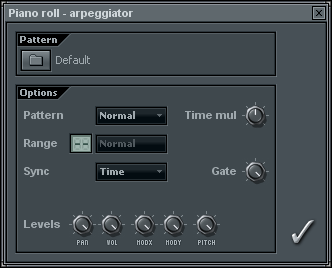 Piano roll - arpeggiator
Pattern
Default
Options
Pattern Normal Time mul
Range -- Normal
Sync Time Gate
Levels
PAN VOL MODX MODY PITCH